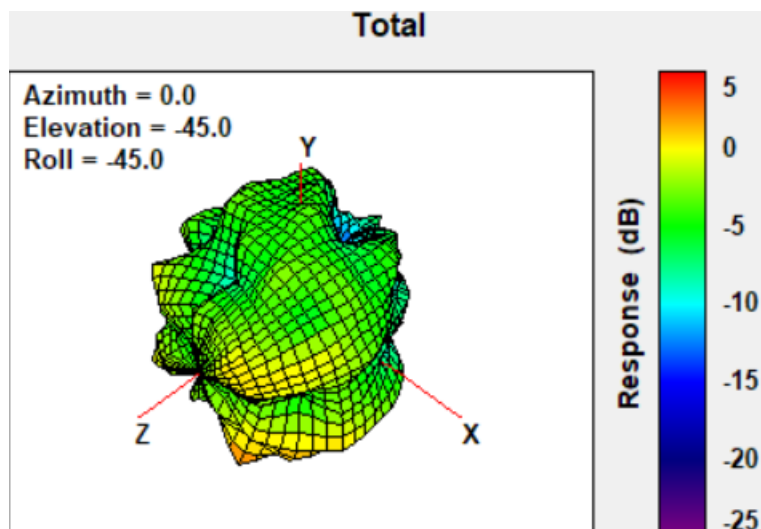 Total
Azimuth = 0.0
Elevation = -45.0
Roll = -45.0
Y
Z
X
Response (dB)
5
0
-5
-10
-15
-20
-25